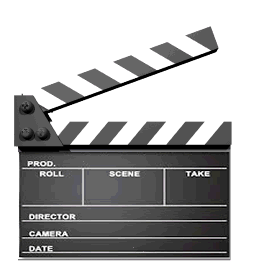 PROD.
ROLL SCENE TAKE
DIRECTOR
CAMERA
DATE